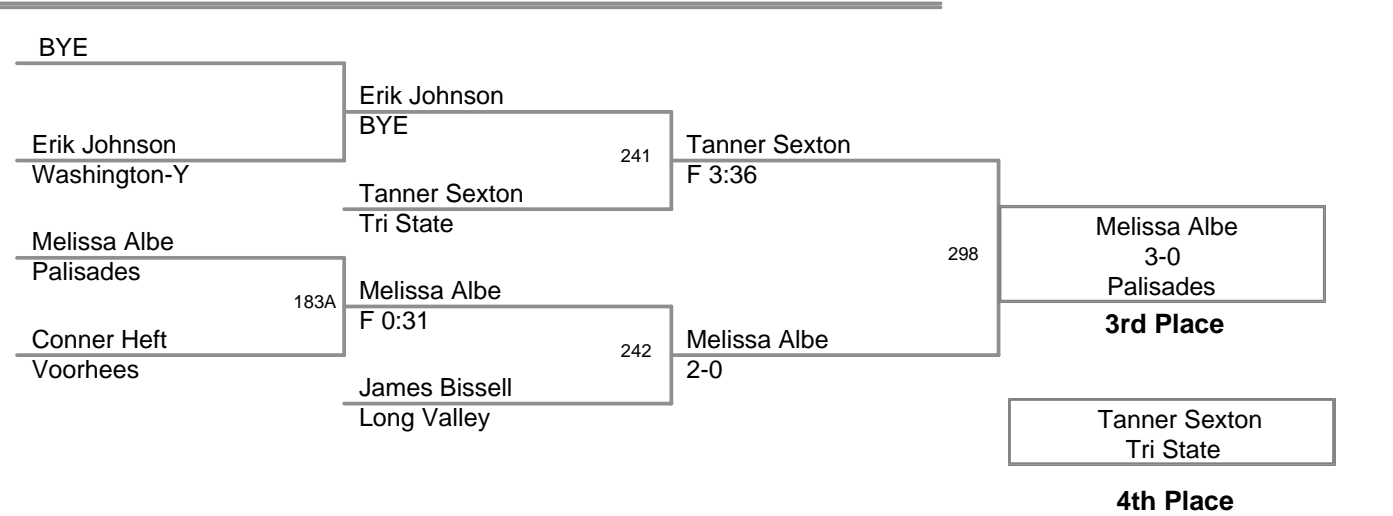 BYE
Erik Johnson
Washington-Y
Melissa Albe
Palisades
183A
Conner Heft
Voorhees
Erik Johnson
BYE
241
Tanner Sexton
Tri State
Melissa Albe
F 0:31
242
James Bissell
Long Valley
Tanner Sexton
F 3:36
298
Melissa Albe
2-0
Melissa Albe
3-0
Palisades
3rd Place
Tanner Sexton
Tri State
4th Place